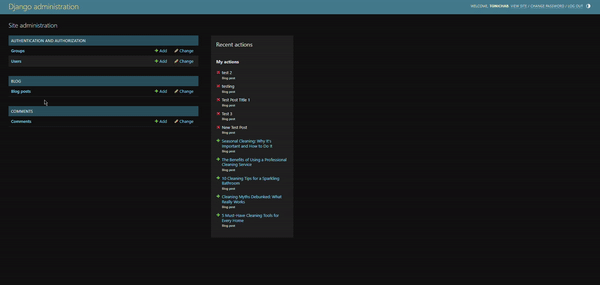 Django administration
WELCOME, TOMICHAB. VIEW SITE / CHANGE PASSWORD / LOG OUT
Site administration
AUTHENTICATION AND AUTHORIZATION
Groups + Add Change
Users + Add Change
BLOG
Blog posts + Add Change
COMMENTS
Comments + Add Change
Recent actions
My actions
test 2
Blog post
testing
Blog post
Test Post Title 1
Blog post
Test 2
Blog post
New Test Post
Blog post
Seasonal Cleaning: Why It's
Important and How to Do It
Blog post
The Benefits of Using a Professional
Cleaning Service
Blog post
10 Cleaning Tips for a Sparkling
Bathroom
Blog post
Cleaning Myths Debunked: What
Really Works
Blog post
5 Must-Have Cleaning Tools for
Every Home
Blog post